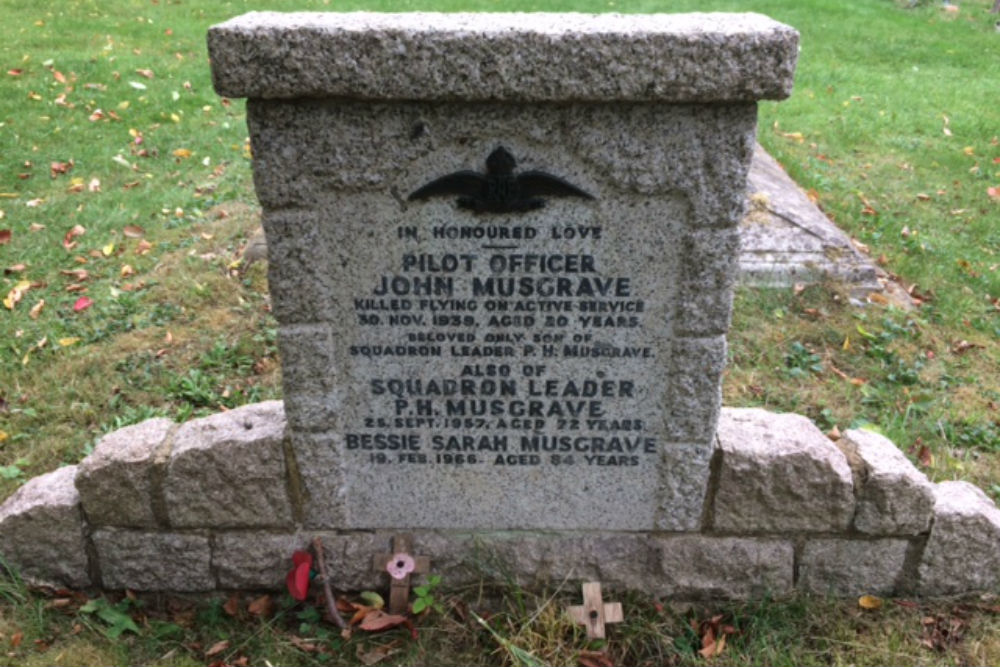 IN HONOURED LOVE
PILOT OFFICER
JOHN MUSGRAVE
KILLED FLYING ON ACTIVE SERVICE
30. NOV. 1939. AGED 20 YEARS.
BELOVED ONLY SON OF
SQUADRON LEADER P. H. MUSGRAVE.
ALSO OF
SQUADRON LEADER
P.H. MUSGRAVE
25. SEPT. 1957. AGED 72 YEARS.
BESSIE SARAH MUSGRAVE
19. FEB. 1966. AGED 84 YEARS